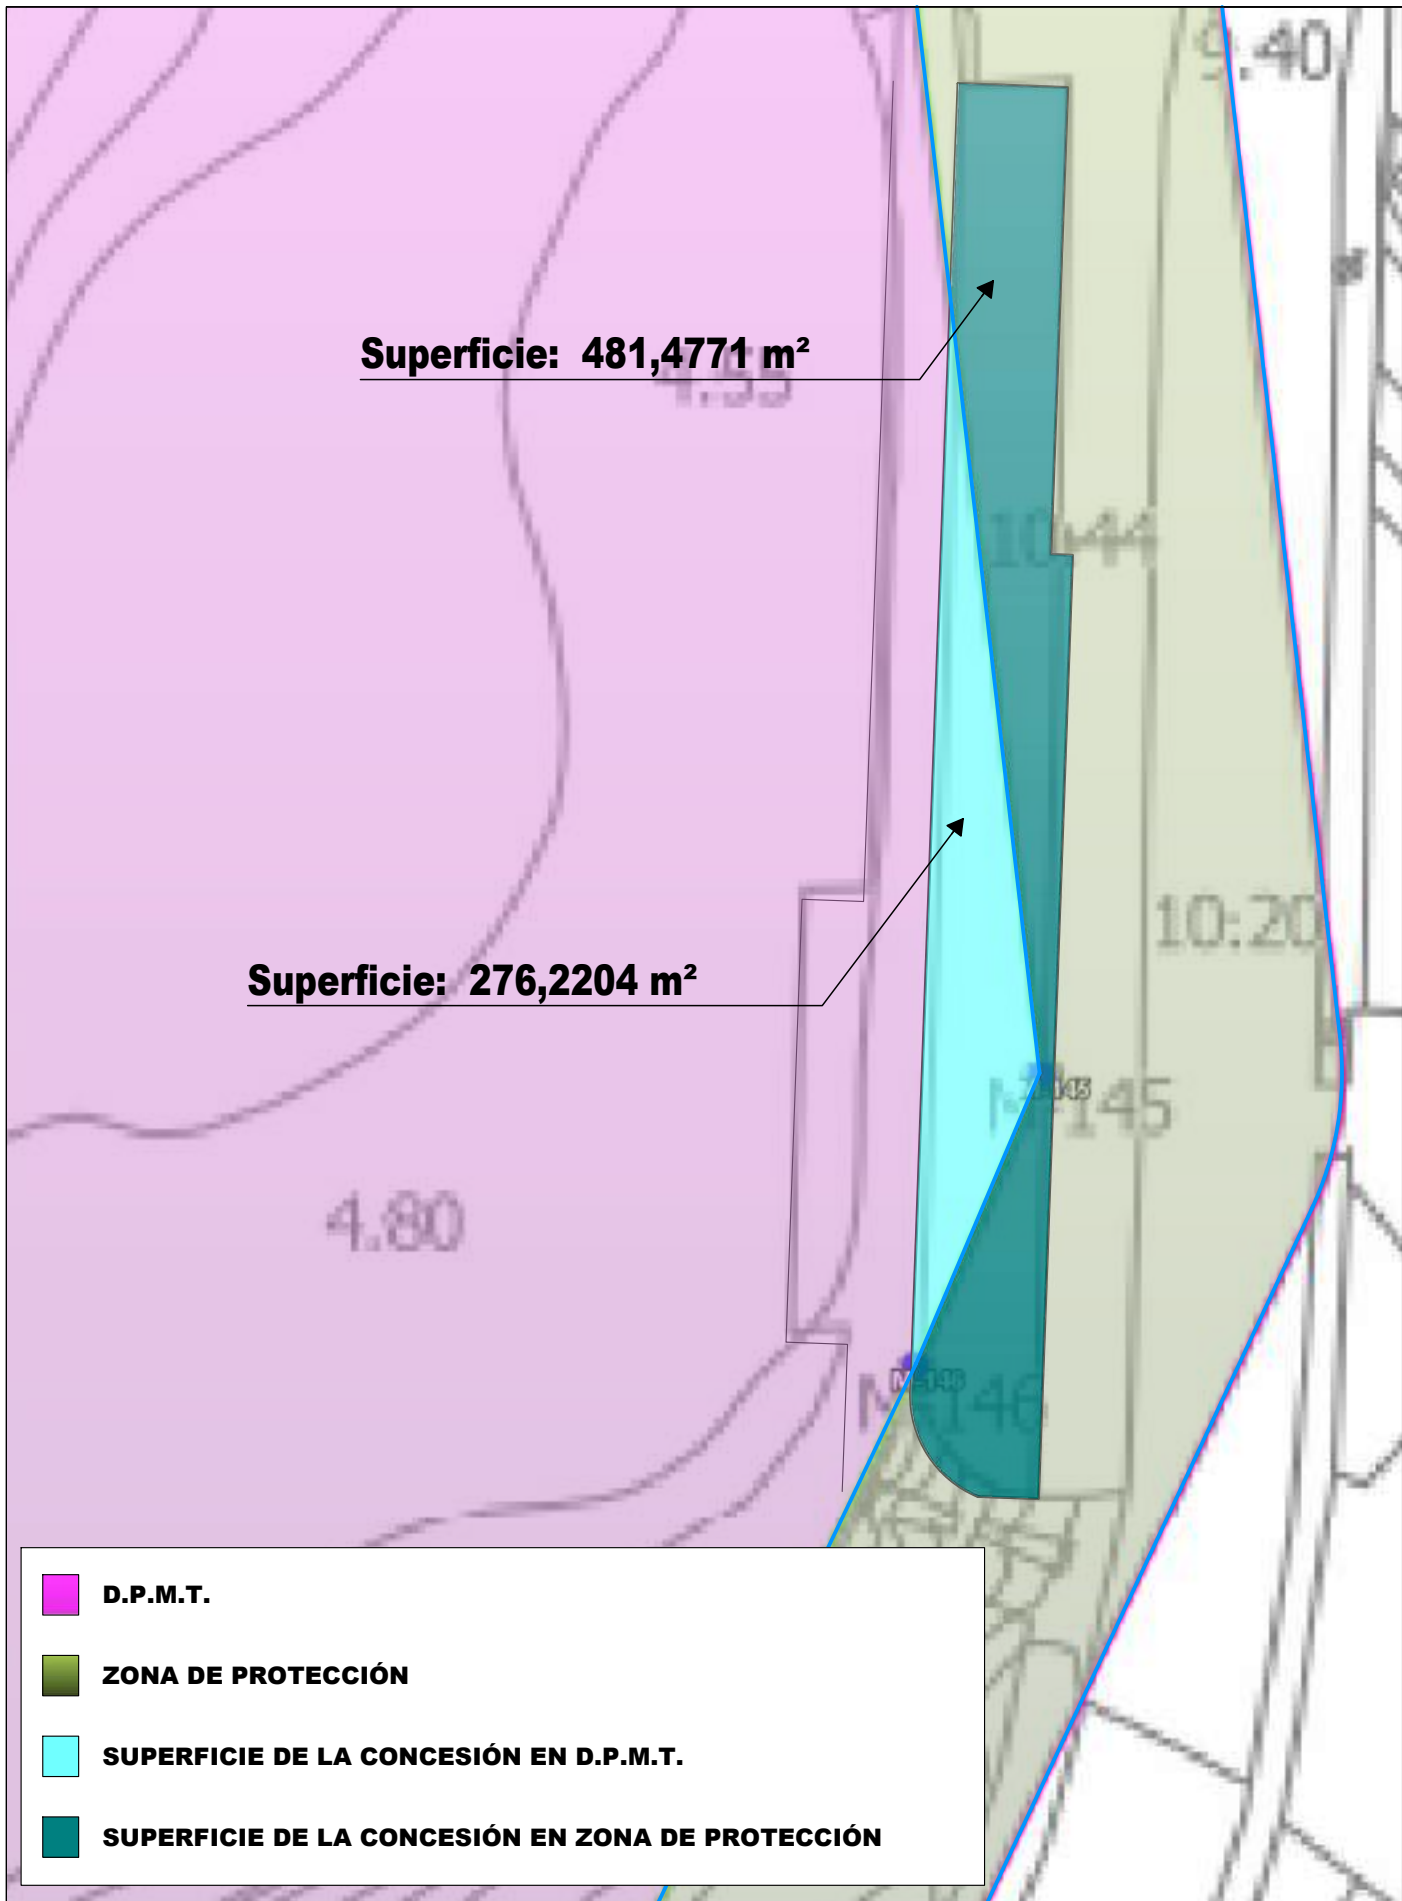 9.40
Superficie: 481,4771 m²
4.55
10.44
10:20
Superficie: 276,2204 m²
M-145
4.80
M-146
M-146
D.P.M.T.
ZONA DE PROTECCIÓN
SUPERFICIE DE LA CONCESIÓN EN D.P.M.T.
SUPERFICIE DE LA CONCESIÓN EN ZONA DE PROTECCIÓN